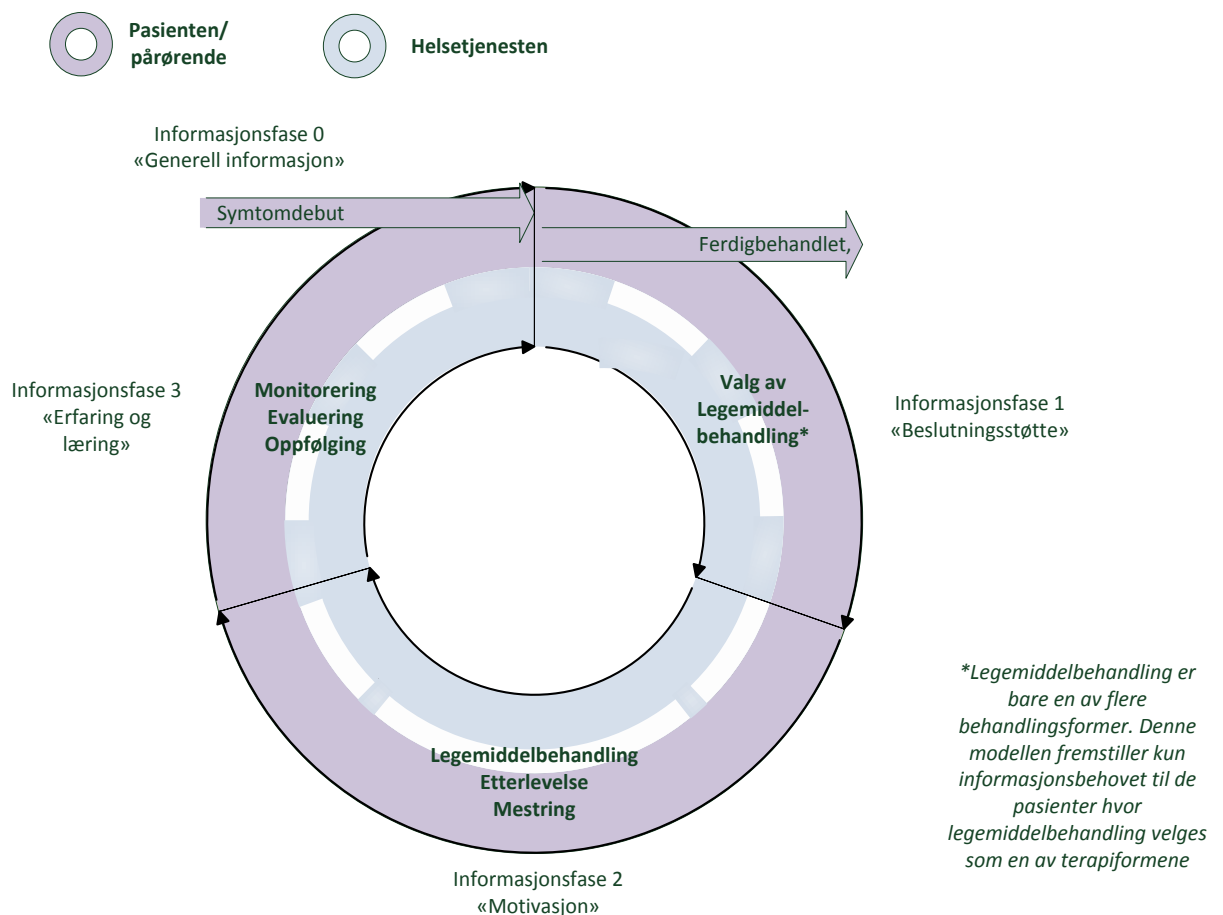 Pasienten/
pårørende
Helsetjenesten
Informasjonsfase 0
«Generell informasjon»
Symtomdebut
Ferdigbehandlet,
Informasjonsfase 3
«Erfaring og
læring»
Monitorering
Evaluering
Oppfølging
Valg av
Legemiddel-
behandling*
Informasjonsfase 1
«Beslutningsstøtte»
Legemiddelbehandling
Etterlevelse
Mestring
Informasjonsfase 2
«Motivasjon»
*Legemiddelbehandling er
bare en av flere
behandlingsformer. Denne
modellen fremstiller kun
informasjonsbehovet til de
pasienter hvor
legemiddelbehandling velges
som en av terapiformene